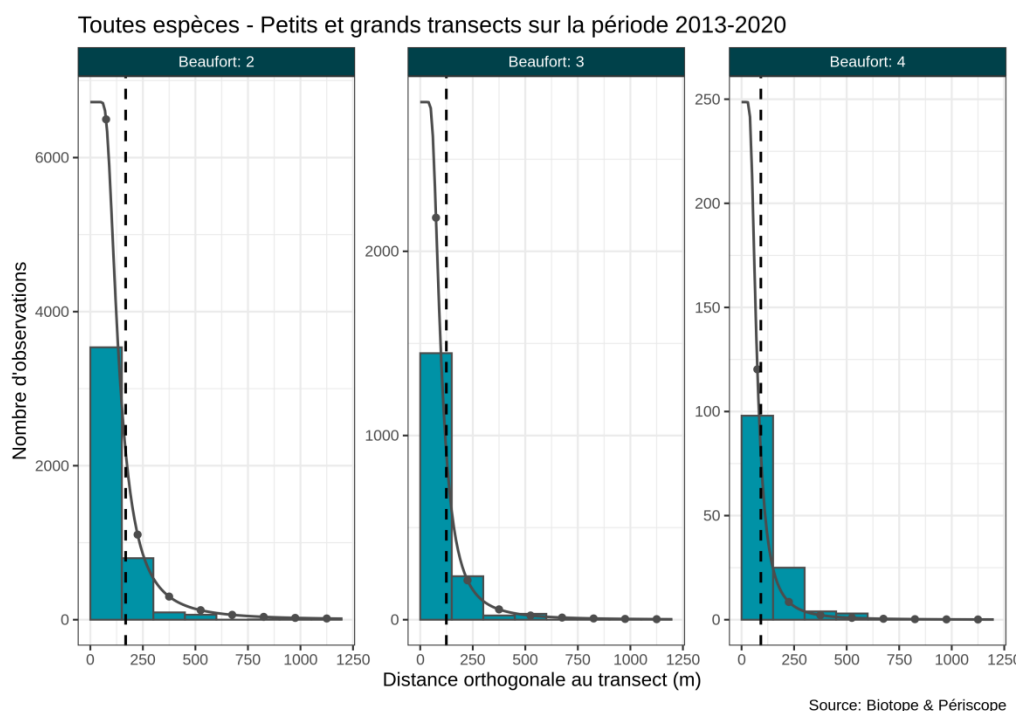 Toutes espèces - Petits et grands transects sur la période 2013-2020
Beaufort: 2
Beaufort: 3
Beaufort: 4
Nombre d'observations
6000
4000
2000
0
2000
1000
0
250
200
150
100
50
0
0 250 500 750 1000 1250
0 250 500 750 1000 1250
0 250 500 750 1000 1250
Distance orthogonale au transect (m)
Source: Biotope & Périscope